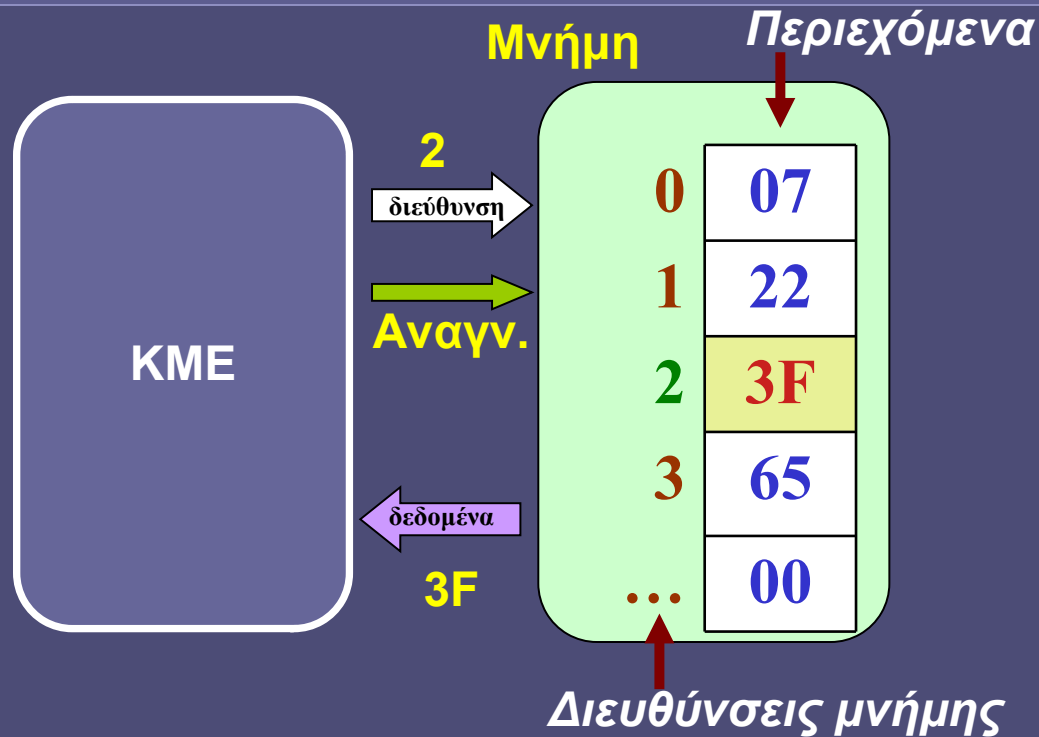 Περιεχόμενα
Μνήμη
2
διεύθυνση
0 07
1 22
Αναγν.
ΚΜΕ
2 3F
3 65
δεδομένα
3F
... 00
Διευθύνσεις μνήμης